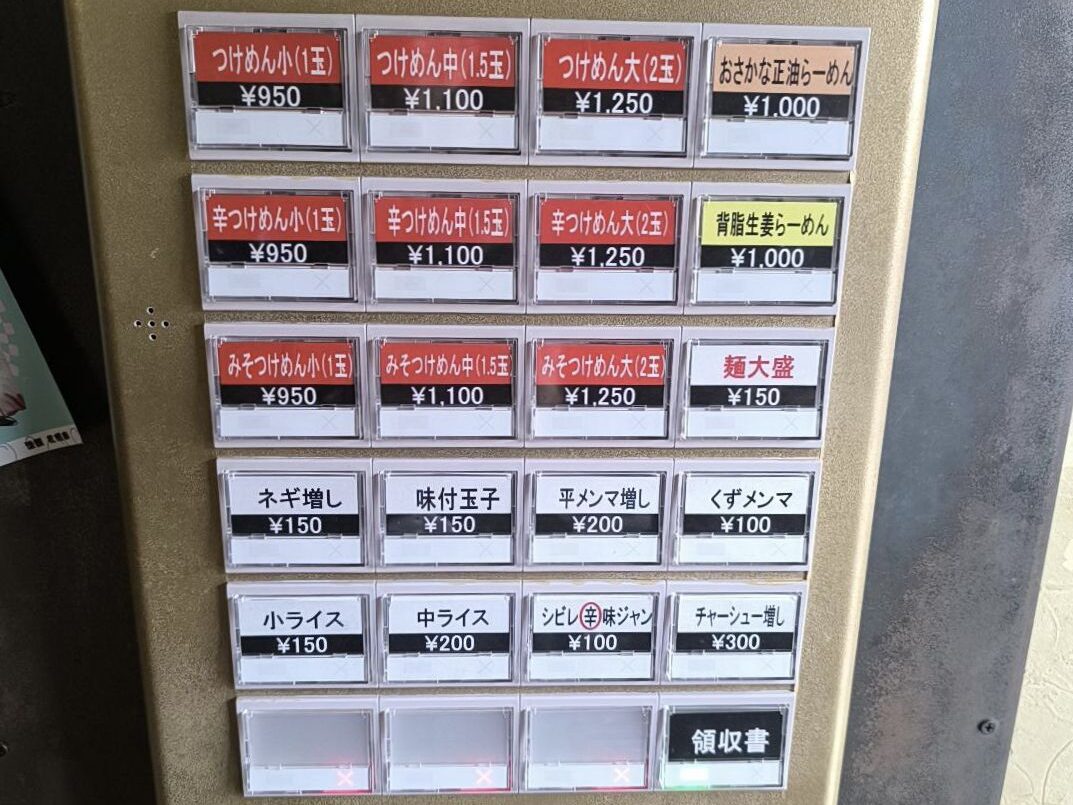 つけめん小(1玉)
¥950
つけめん中(1.5玉)
¥1,100
つけめん大(2玉)
¥1,250
おさかな正油らーめん
¥1,000
辛つけめん小(1玉)
¥950
辛つけめん中(1.5玉)
¥1,100
辛つけめん大(2玉)
¥1,250
背脂生姜らーめん
¥1,000
みそつけめん小(1玉)
¥950
みそつけめん中(1.5玉
¥1,100
みそつけめん大(2玉)
¥1,250
麺大盛
¥150
ネギ増し
¥150
味付玉子
¥150
平メンマ増し
¥200
くずメンマ
¥100
小ライス
¥150
中ライス
¥200
シビレ辛味ジャン
¥100
チャーシュー増し
¥300
領収書